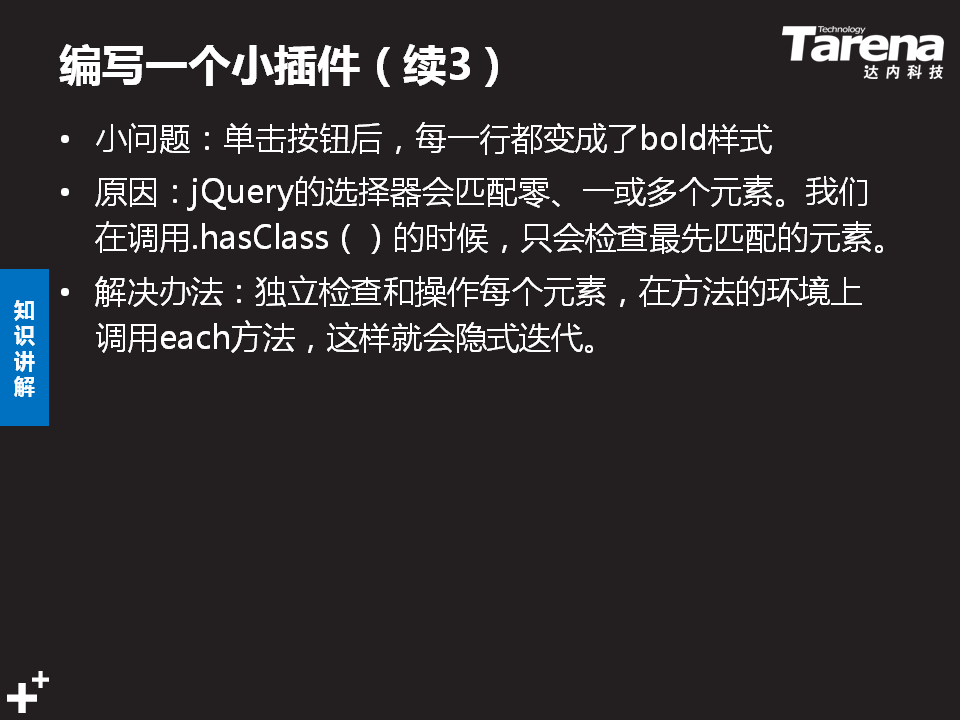 编写一个小插件（续3）
Technology
Tarena
达内科技
• 小问题：单击按钮后，每一行都变成了bold样式
• 原因：jQuery的选择器会匹配零、一或多个元素。我们
在调用.hasClass（）的时候，只会检查最先匹配的元素。
• 解决办法：独立检查和操作每个元素，在方法的环境上
调用each方法，这样就会隐式迭代。
知
识
讲
解